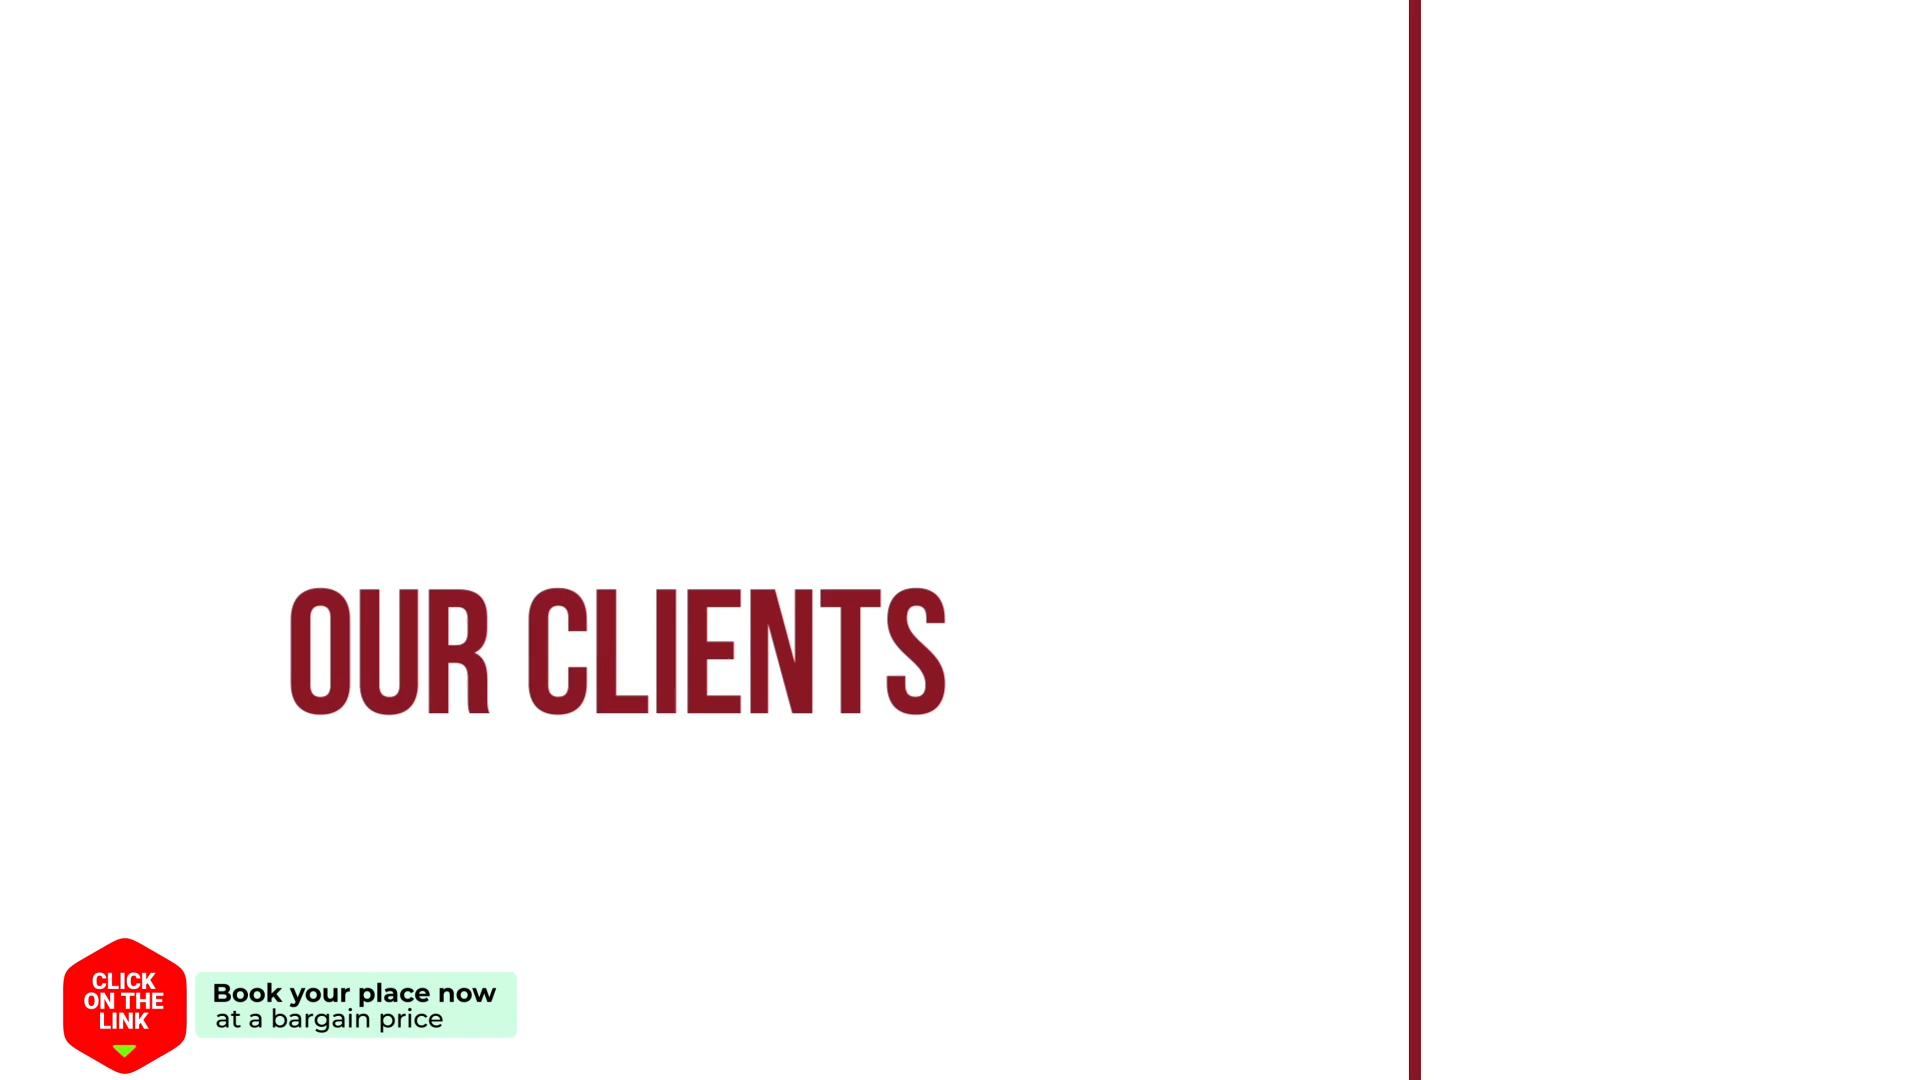 OUR CLIENTS
CLICK
ON THE
LINK
Book your place now
at a bargain price